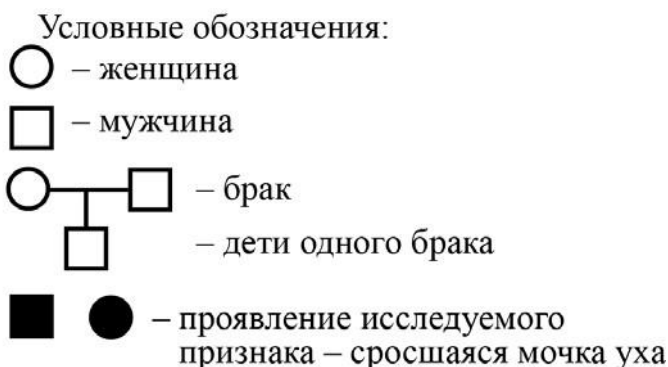 Условные обозначения:
– женщина
– мужчина
– брак
– дети одного брака
– проявление исследуемого
признака – сросшаяся мочка уха